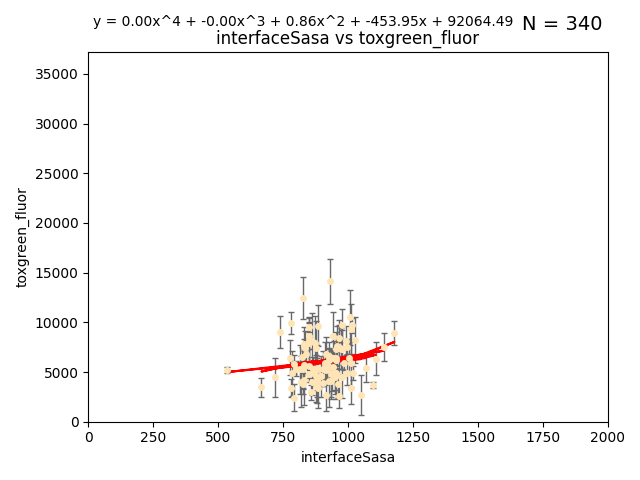 y = 0.00x^4 + -0.00x^3 + 0.86x^2 + -453.95x + 92064.49 N = 340
interfaceSasa vs toxgreen_fluor
35000
30000
25000
20000
15000
10000
5000
0
toxgreen_fluor
0 250 500 750 1000 1250 1500 1750 2000
interfaceSasa